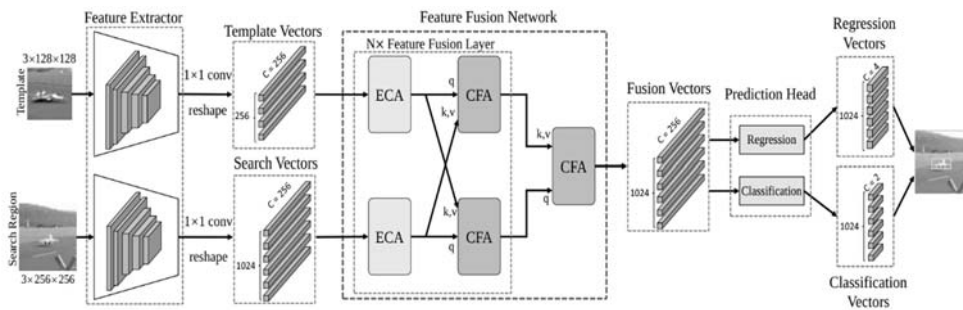 Feature Extractor
3×128×128
Template
1×1 conv
reshape
Template Vectors
C = 256
256
Search Region
3×256×256
1×1 conv
reshape
Search Vectors
C = 256
1024
Feature Fusion Network
N× Feature Fusion Layer
ECA
q
k,v
CFA
ECA
k,v
q
CFA
k,v
q
CFA
Fusion Vectors
C = 256
1024
Prediction Head
Regression
Classification
Regression
Vectors
C = 4
1024
C = 2
1024
Classification
Vectors